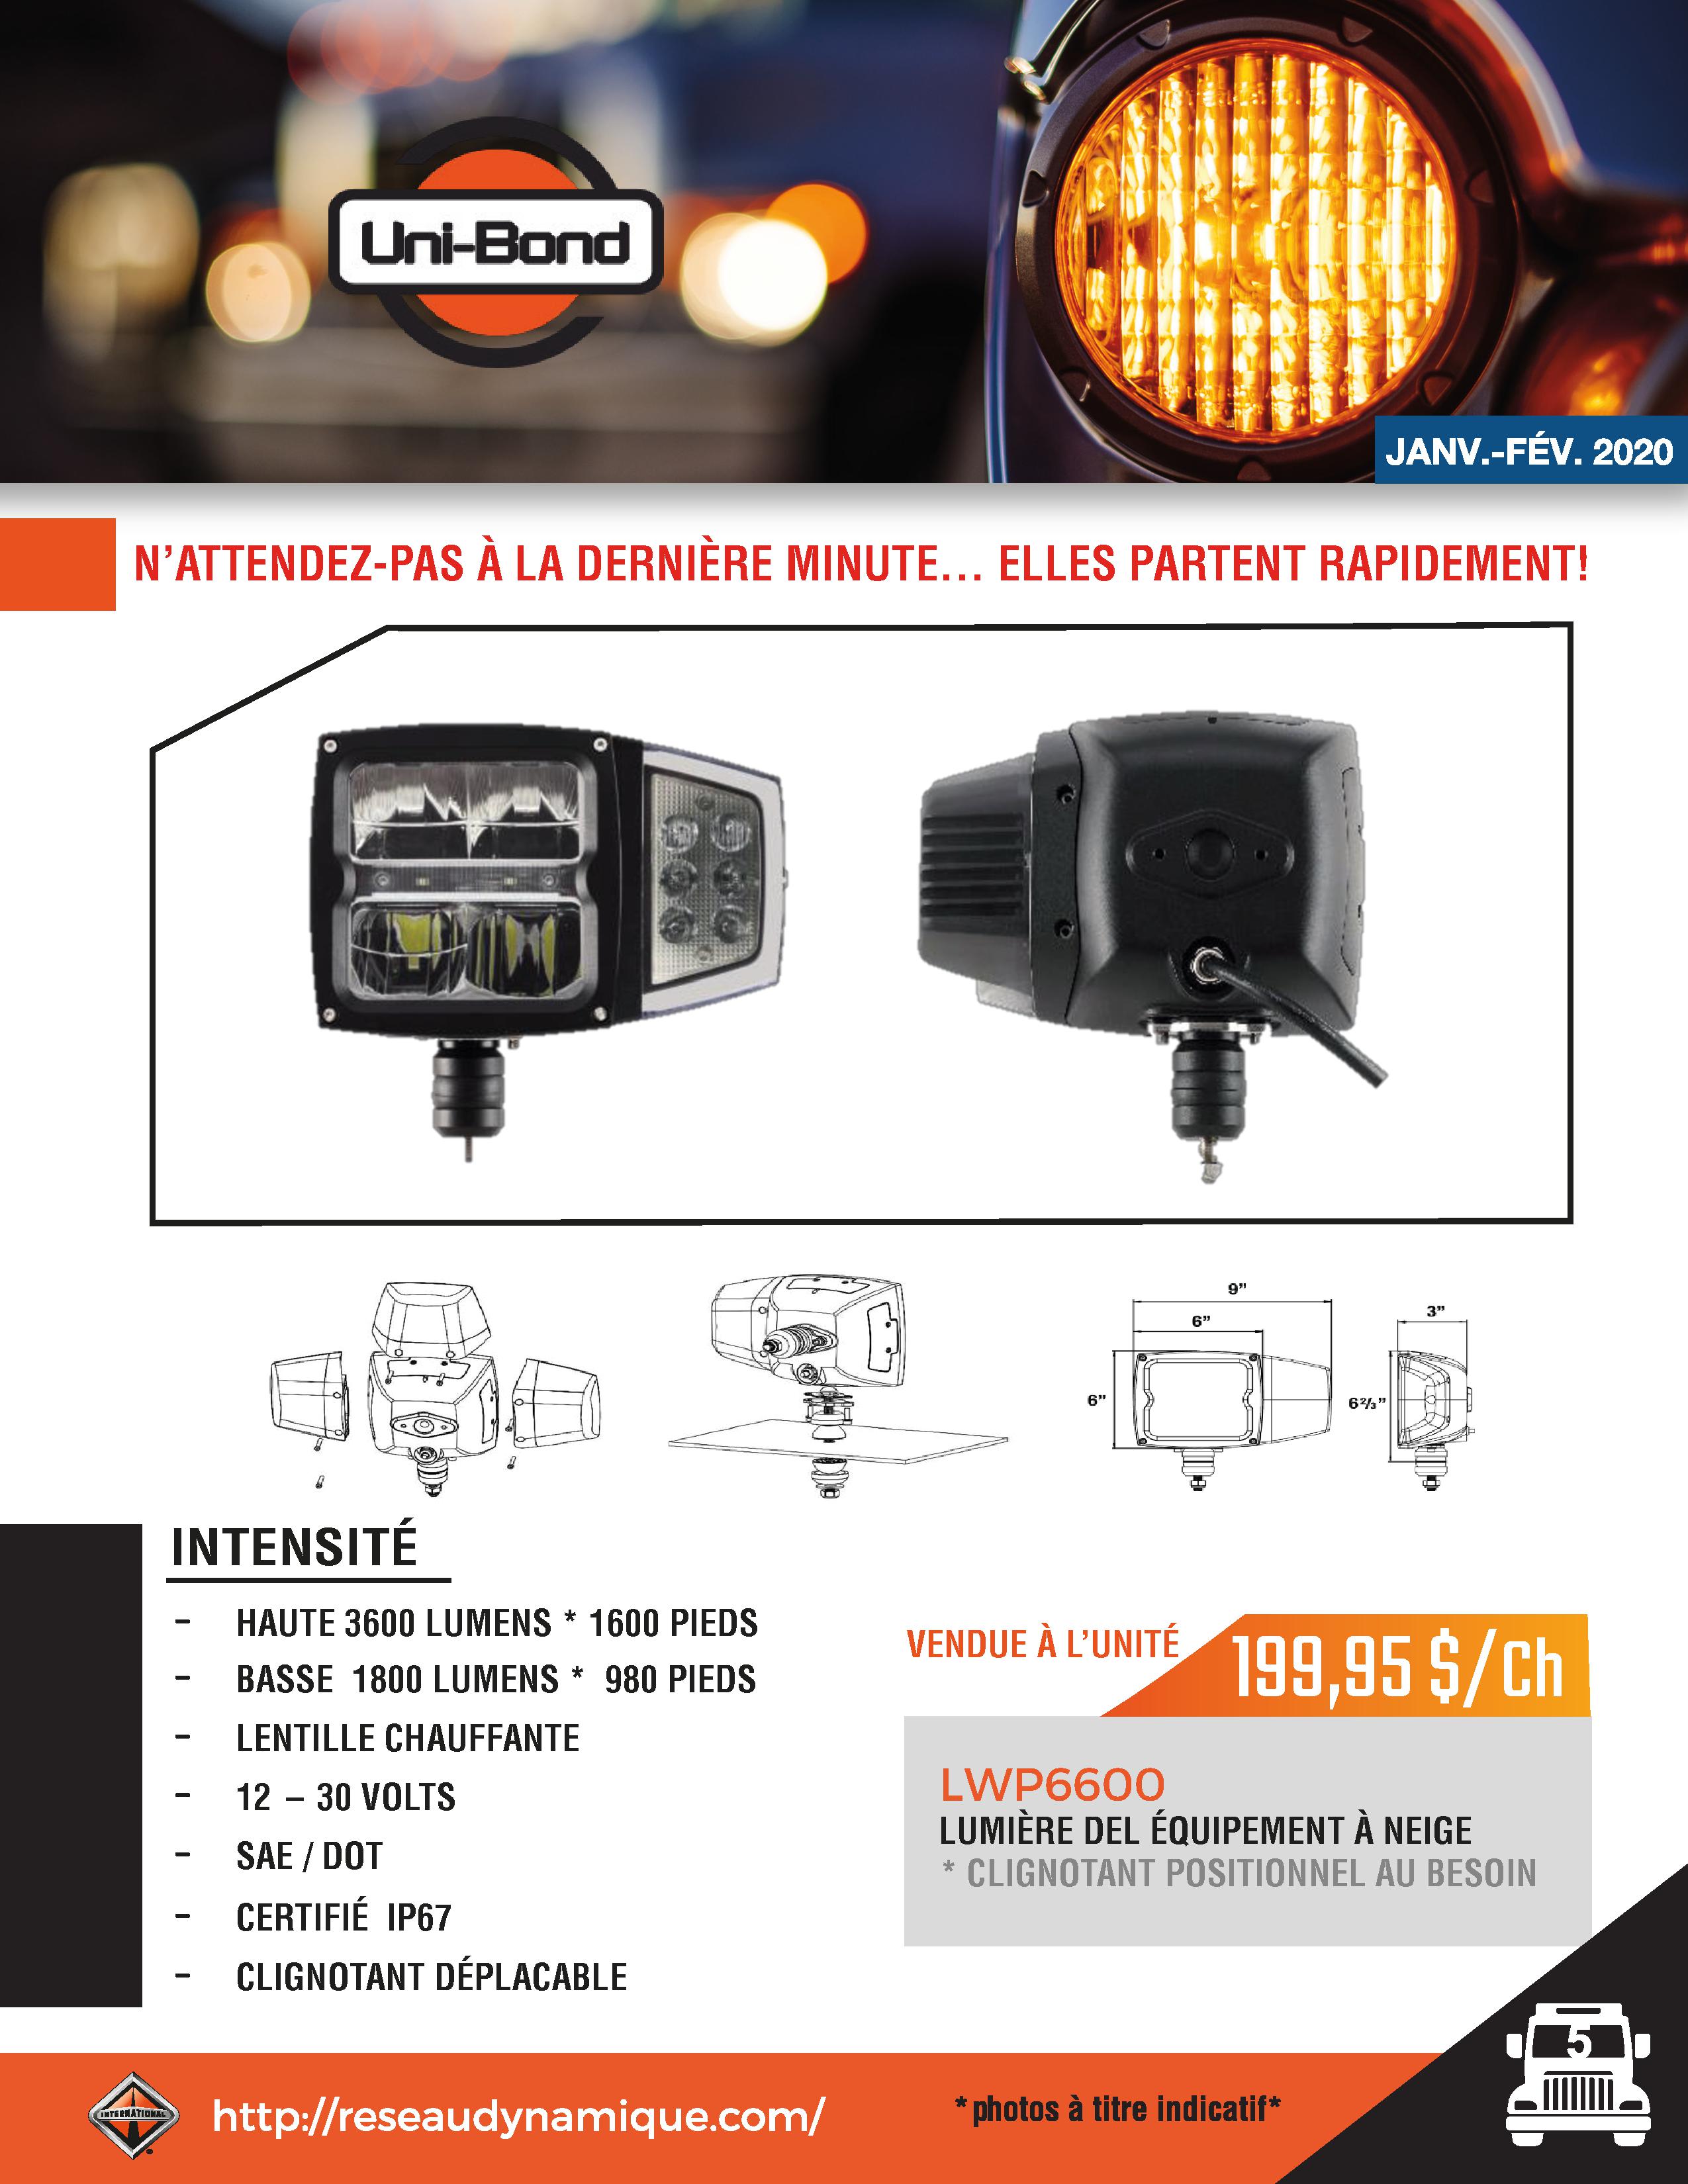 Uni-Bond
JANV.-FÉV. 2020
N’ATTENDEZ-PAS À LA DERNIÈRE MINUTE... ELLES PARTENT RAPIDEMENT!
9”
6”
3”
6”
6⅔”
INTENSITÉ
- HAUTE 3600 LUMENS * 1600 PIEDS
- BASSE 1800 LUMENS * 980 PIEDS
- LENTILLE CHAUFFANTE
- 12 – 30 VOLTS
- SAE / DOT
- CERTIFIÉ IP67
- CLIGNOTANT DÉPLACABLE
VENDUE À L’UNITÉ
199,95 $/Ch
LWP6600
LUMIÈRE DEL ÉQUIPEMENT À NEIGE
* CLIGNOTANT POSITIONNEL AU BESOIN
5
INTERNATIONAL
http://reseaudynamique.com/
*photos à titre indicatif*